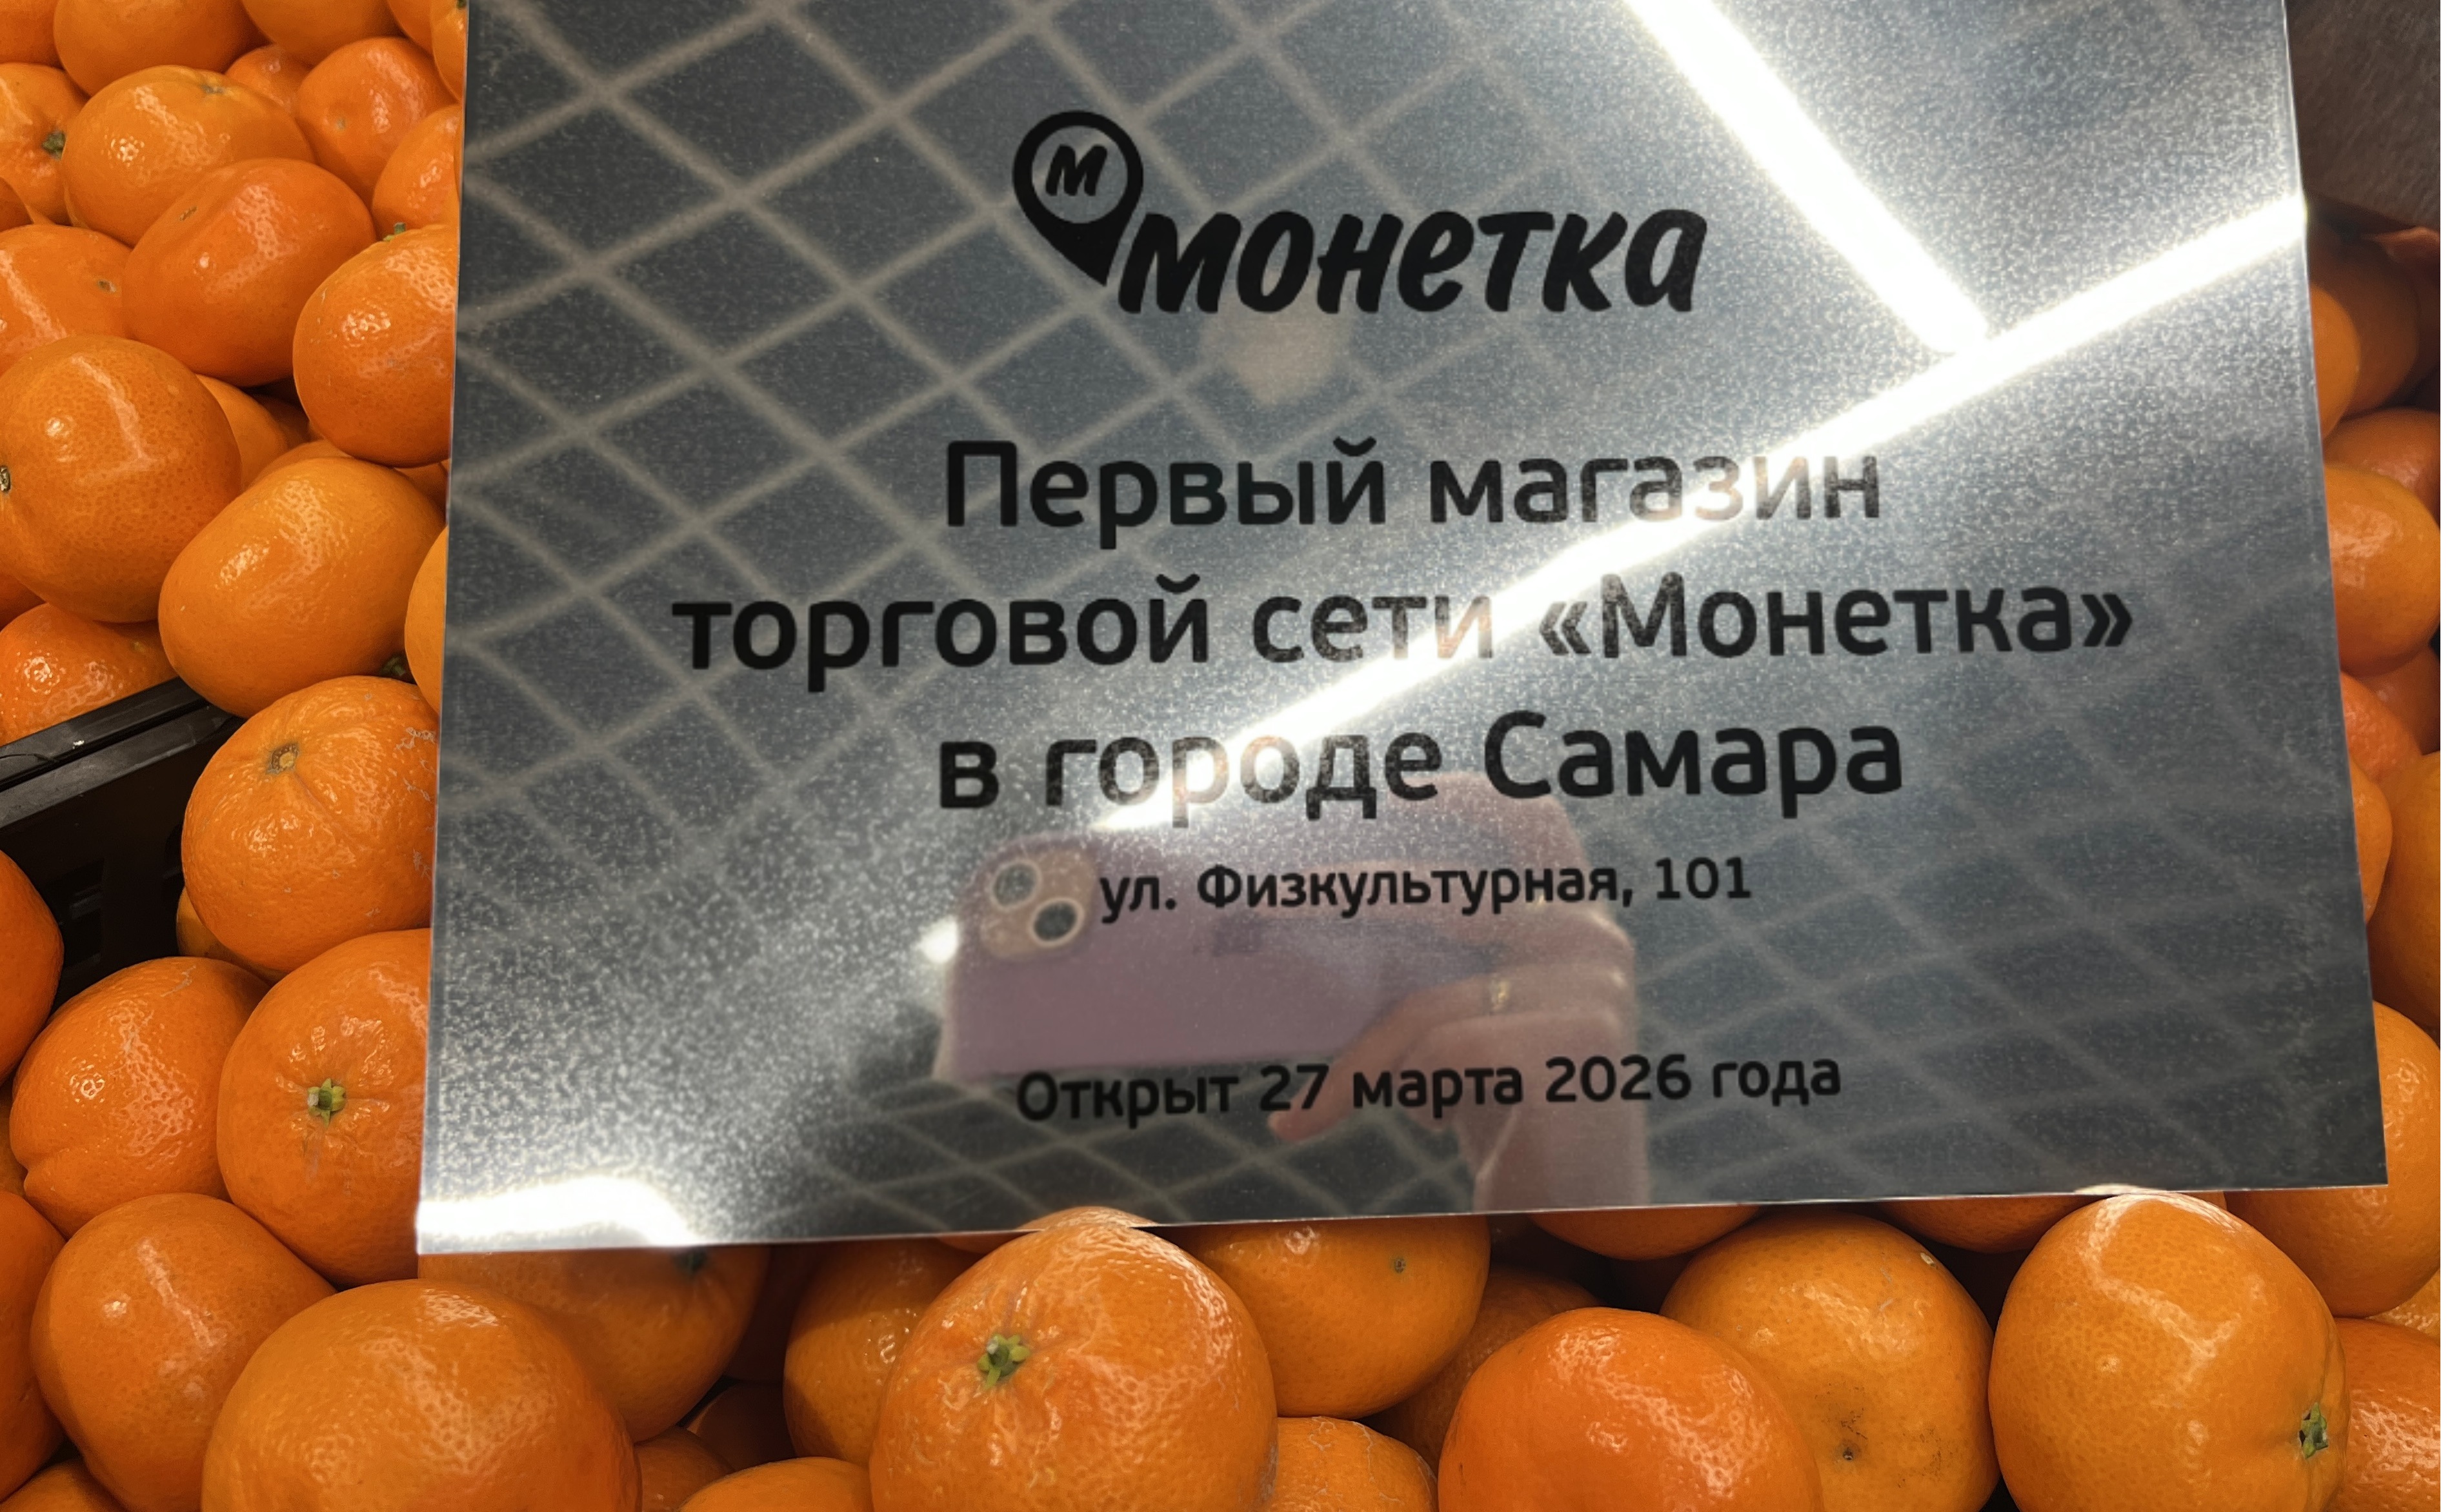 м
монетка
Первый магазин
торговой сети «Монетка»
в городе Самара
ул. Физкультурная, 101
Открыт 27 марта 2026 года